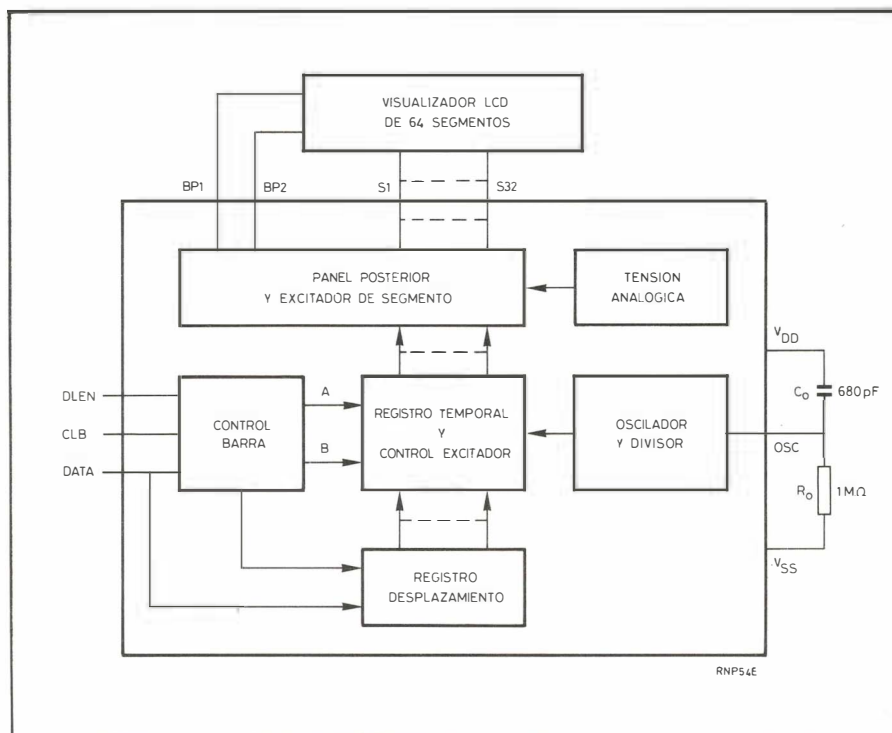 VISUALIZADOR LCD
DE 64 SEGMENTOS
BP1
BP2
S1
S32
PANEL POSTERIOR
Y EXCITADOR DE SEGMENTO
TENSION
ANALOGICA
VDD
DLEN
CLB
DATA
CONTROL
BARRA
A
B
REGISTRO TEMPORAL
Y
CONTROL EXCITADOR
OSCILADOR
Y DIVISOR
Co
680pF
OSC
Ro
1MΩ
VSS
REGISTRO
DESPLAZAMIENTO
RNP54E